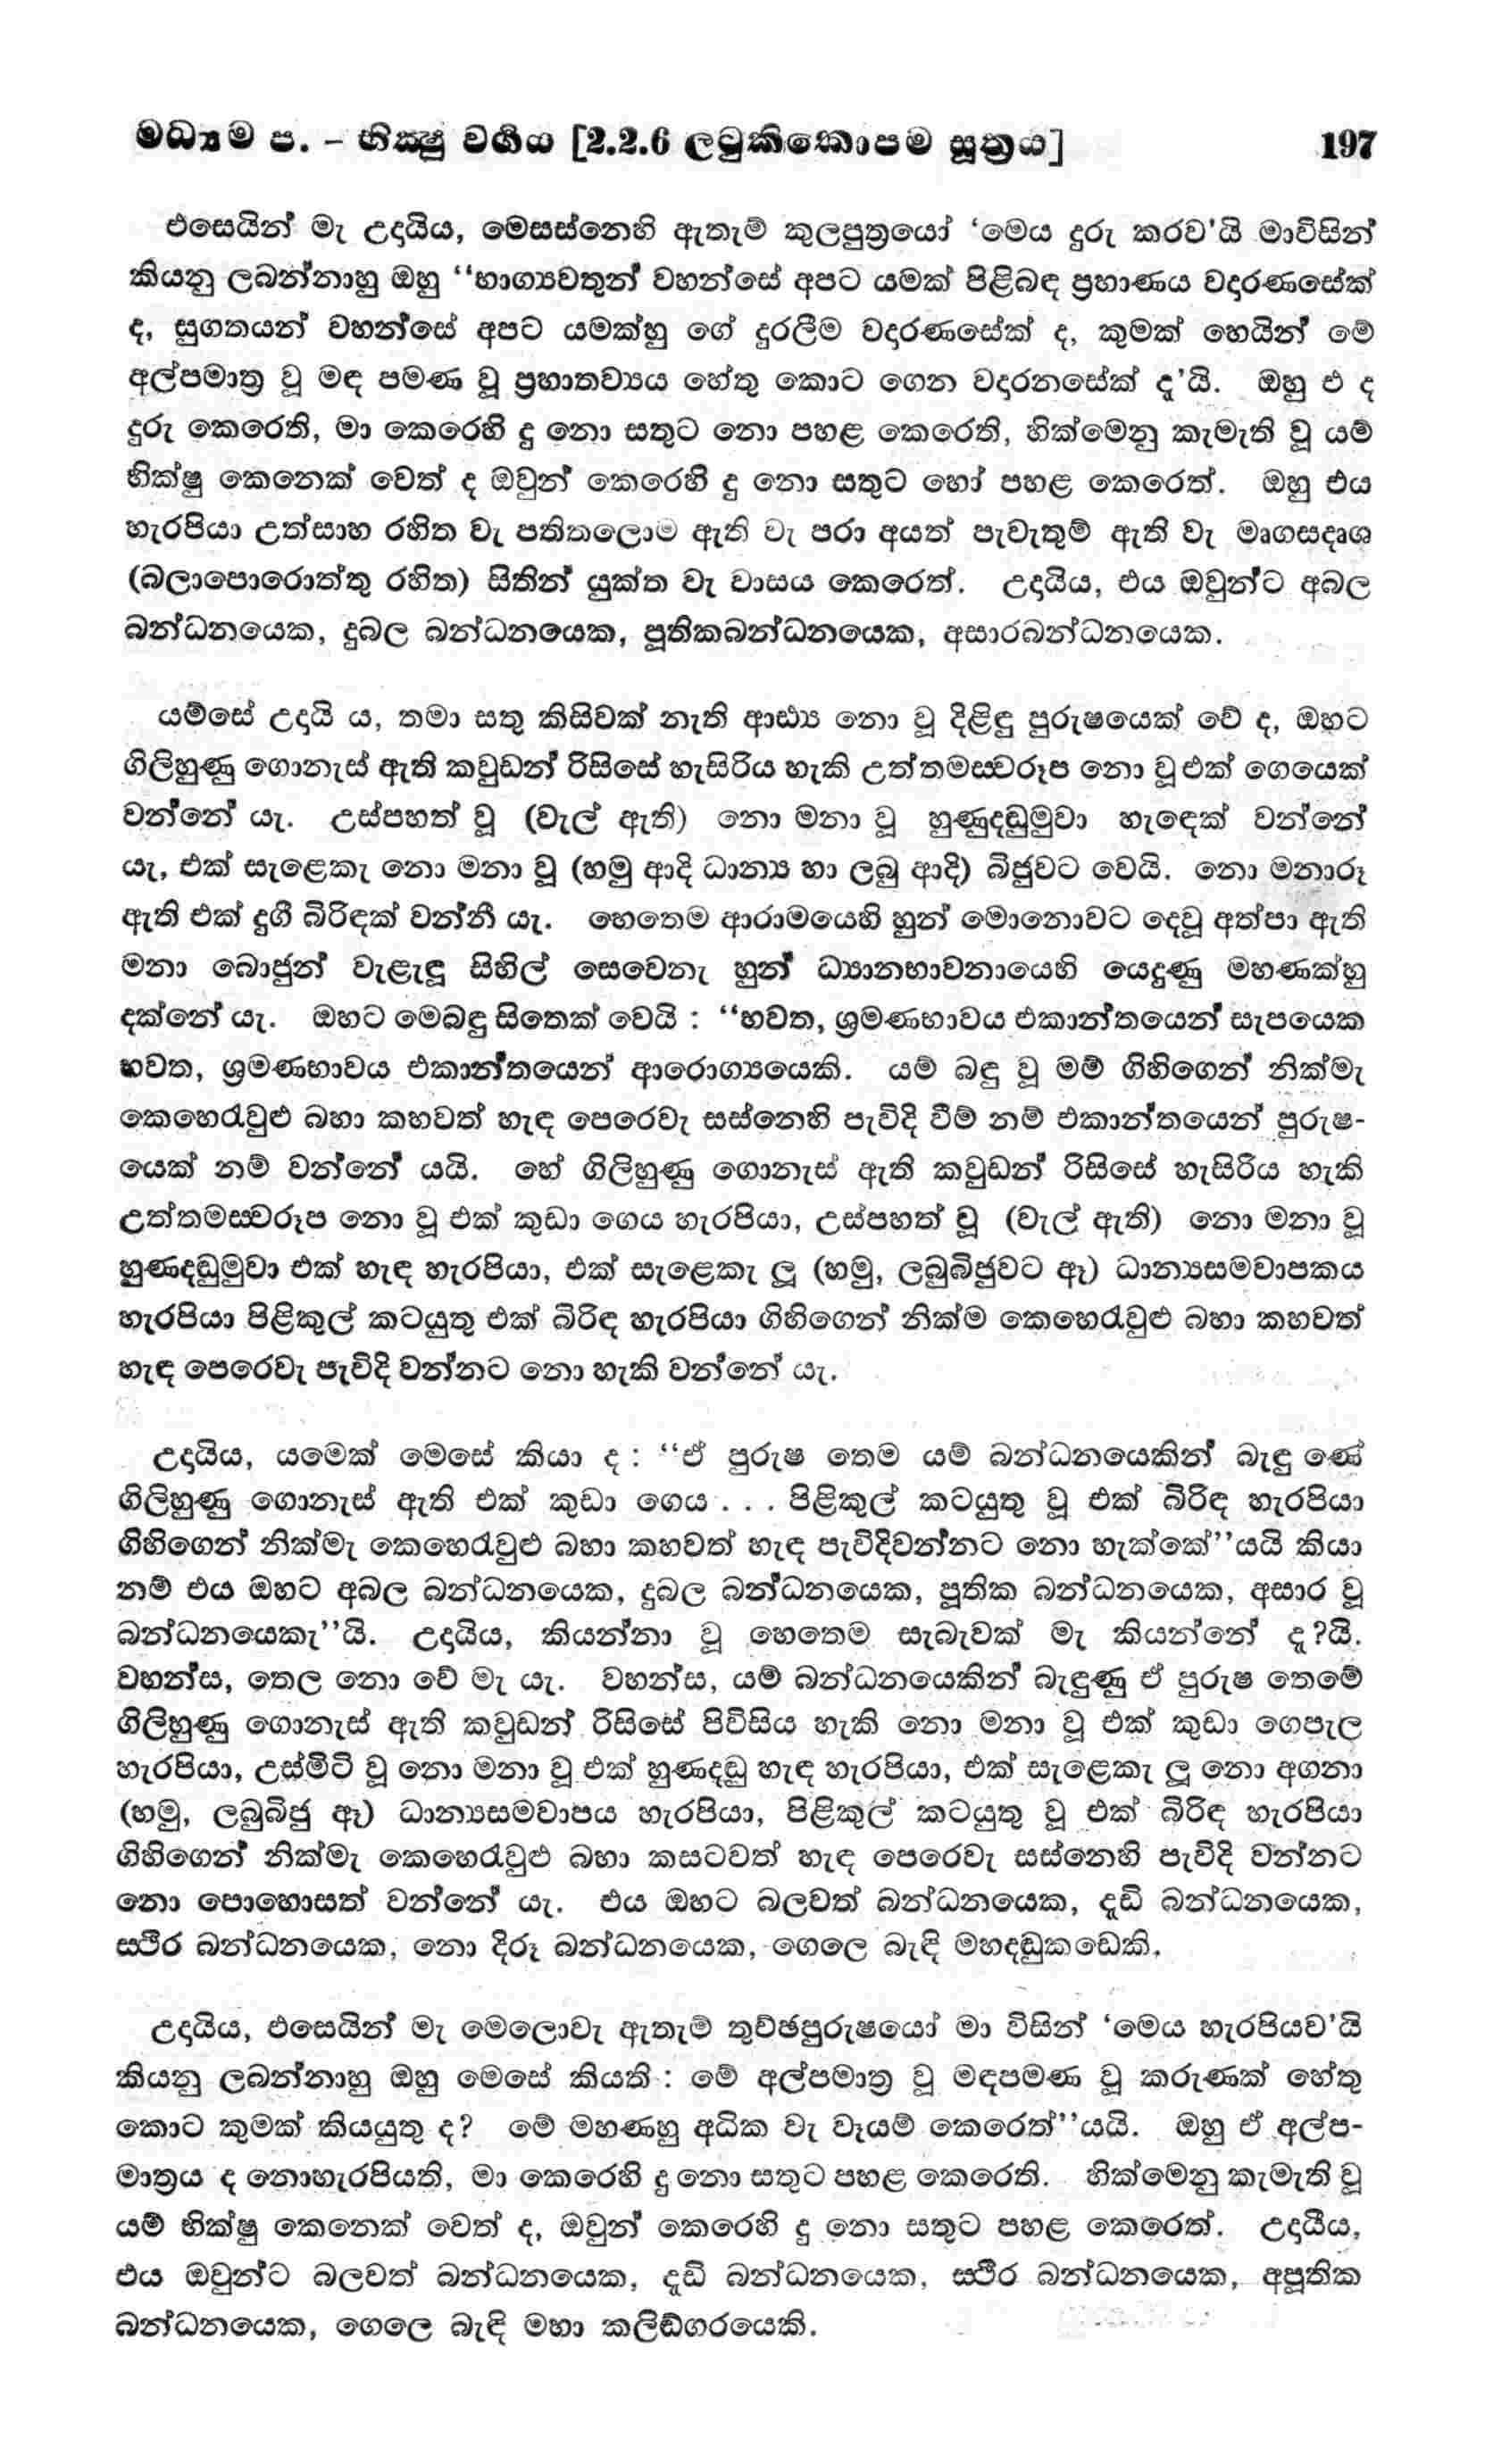 මධ්‍යම ප. – භික්‍ෂු වර්‍ගය [2.2.6 ලටුකිකොපම සූත්‍රය] 197
එසෙයින් මැ උදායිය, මෙසස්නෙහි ඇතැම් කුලපුත්‍රයෝ ‘මෙය දුරු කරව’යි මාවිසින්
කියනු ලබන්නාහු ඔහු “භාග්‍යවතුන් වහන්සේ අපට යමක් පිළිබඳ ප්‍රහාණය වදාරණසේක්
ද, සුගතයන් වහන්සේ අපට යමක්හු ගේ දුරලීම වදාරණසේක් ද, කුමක් හෙයින් මේ
අල්පමාත්‍ර වූ මඳ පමණ වූ ප්‍රහාතව්‍යය හේතු කොට ගෙන වදාරනසේක් දැ’යි. ඔහු එ ද
දුරු කෙරෙති, මා කෙරෙහි දු නො සතුට නො පහළ කෙරෙති, හික්මෙනු කැමැති වූ යම්
භික්ෂු කෙනෙක් වෙත් ද ඔවුන් කෙරෙහි දු නො සතුට හෝ පහළ කෙරෙත්. ඔහු එය
හැරපියා උත්සාහ රහිත වැ පතිතලොම ඇති වැ පරා අයත් පැවැතුම් ඇති වැ මෘගසදෘශ
(බලාපොරොත්තු රහිත) සිතින් යුක්ත වැ වාසය කෙරෙත්. උදායිය, එය ඔවුන්ට අබල
බන්ධනයෙක, දුබල බන්ධනයෙක, පූතිකබන්ධනයෙක, අසාරබන්ධනයෙක.
යම්සේ උදායි ය, තමා සතු කිසිවක් නැති ආඪ්‍ය නො වූ දිළිඳු පුරුෂයෙක් වේ ද, ඔහට
ගිලිහුණු ගොනැස් ඇති කවුඩන් රිසිසේ හැසිරිය හැකි උත්තමස්වරූප නො වූ එක් ගෙයෙක්
වන්නේ යැ. උස්පහත් වූ (වැල් ඇති) නො මනා වූ හුණුදඬුමුවා හැඳෙක් වන්නේ
යැ, එක් සැළෙකැ නො මනා වූ (හමු ආදි ධාන්‍ය හා ලබු ආදි) බිජුවට වෙයි. නො මනාරූ
ඇති එක් දුගී බිරිඳක් වන්නී යැ. හෙතෙම ආරාමයෙහි හුන් මොනොවට දෙවූ අත්පා ඇති
මනා බොජුන් වැළැඳූ සිහිල් සෙවෙනැ හුන් ධ්‍යානභාවනායෙහි යෙදුණු මහණක්හු
දක්නේ යැ. ඔහට මෙබඳු සිතෙක් වෙයි : “භවත, ශ්‍රමණභාවය එකාන්තයෙන් සැපයෙක
භවත, ශ්‍රමණභාවය එකාන්තයෙන් ආරොග්‍යයෙකි. යම් බඳු වූ මම් ගිහිගෙන් නික්මැ
කෙහෙරැවුළු බහා කහවත් හැඳ පෙරෙවැ සස්නෙහි පැවිදි වීම් නම් එකාන්තයෙන් පුරුෂ-
යෙක් නම් වන්නේ යයි. හේ ගිලිහුණු ගොනැස් ඇති කවුඩන් රිසිසේ හැසිරිය හැකි
උත්තමස්වරූප නො වූ එක් කුඩා ගෙය හැරපියා, උස්පහත් වූ (වැල් ඇති) නො මනා වූ
හුණදඬුමුවා එක් හැඳ හැරපියා, එක් සැළෙකැ ලූ (හමු, ලබුබිජුවට ඈ) ධාන්‍යසමවාපකය
හැරපියා පිළිකුල් කටයුතු එක් බිරිඳ හැරපියා ගිහිගෙන් නික්ම කෙහෙරැවුළු බහා කහවත්
හැඳ පෙරෙවැ පැවිදි වන්නට නො හැකි වන්නේ යැ.
උදායිය, යමෙක් මෙසේ කියා ද : “ඒ පුරුෂ තෙම යම් බන්ධනයෙකින් බැඳු ණේ
ගිලිහුණු ගොනැස් ඇති එක් කුඩා ගෙය . . . පිළිකුල් කටයුතු වූ එක් බිරිඳ හැරපියා
ගිහිගෙන් නික්මැ කෙහෙරැවුළු බහා කහවත් හැඳ පැවිදිවන්නට නො හැක්කේ”යයි කියා
නම් එය ඔහට අබල බන්ධනයෙක, දුබල බන්ධනයෙක, පූතික බන්ධනයෙක, අසාර වූ
බන්ධනයෙකැ”යි. උදායිය, කියන්නා වූ හෙතෙම සැබැවක් මැ කියන්නේ දැ?යි.
වහන්ස, තෙල නො වේ මැ යැ. වහන්ස, යම් බන්ධනයෙකින් බැඳුණු ඒ පුරුෂ තෙමේ
ගිලිහුණු ගොනැස් ඇති කවුඩන් රිසිසේ පිවිසිය හැකි නො මනා වූ එක් කුඩා ගෙපැල
හැරපියා, උස්මිටි වූ නො මනා වූ එක් හුණදඬු හැඳ හැරපියා, එක් සැළෙකැ ලූ නො අගනා
(හමු, ලබුබිජු ඈ) ධාන්‍යසමවාපය හැරපියා, පිළිකුල් කටයුතු වූ එක් බිරිඳ හැරපියා
ගිහිගෙන් නික්මැ කෙහෙරැවුළු බහා කසටවත් හැඳ පෙරෙවැ සස්නෙහි පැවිදි වන්නට
නො පොහොසත් වන්නේ යැ. එය ඔහට බලවත් බන්ධනයෙක, දැඩි බන්ධනයෙක,
ස්ථිර බන්ධනයෙක, නො දිරූ බන්ධනයෙක, ගෙලෙ බැඳි මහදඬුකඩෙකි.
උදායිය, එසෙයින් මැ මෙලොවැ ඇතැම් තුච්ඡපුරුෂයෝ මා විසින් ‘මෙය හැරපියව’යි
කියනු ලබන්නාහු ඔහු මෙසේ කියති : මේ අල්පමාත්‍ර වූ මඳපමණ වූ කරුණක් හේතු
කොට කුමක් කියයුතු ද? මේ මහණහු අධික වැ වෑයම් කෙරෙත්”යයි. ඔහු ඒ අල්ප-
මාත්‍රය ද නොහැරපියති, මා කෙරෙහි දු නො සතුට පහළ කෙරෙති. හික්මෙනු කැමැති වූ
යම් භික්ෂු කෙනෙක් වෙත් ද, ඔවුන් කෙරෙහි දු නො සතුට පහළ කෙරෙත්. උදායීය,
එය ඔවුන්ට බලවත් බන්ධනයෙක, දැඩි බන්ධනයෙක, ස්ථිර බන්ධනයෙක, අපූතික
බන්ධනයෙක, ගෙලෙ බැඳි මහා කලිඞ්ගරයෙකි.